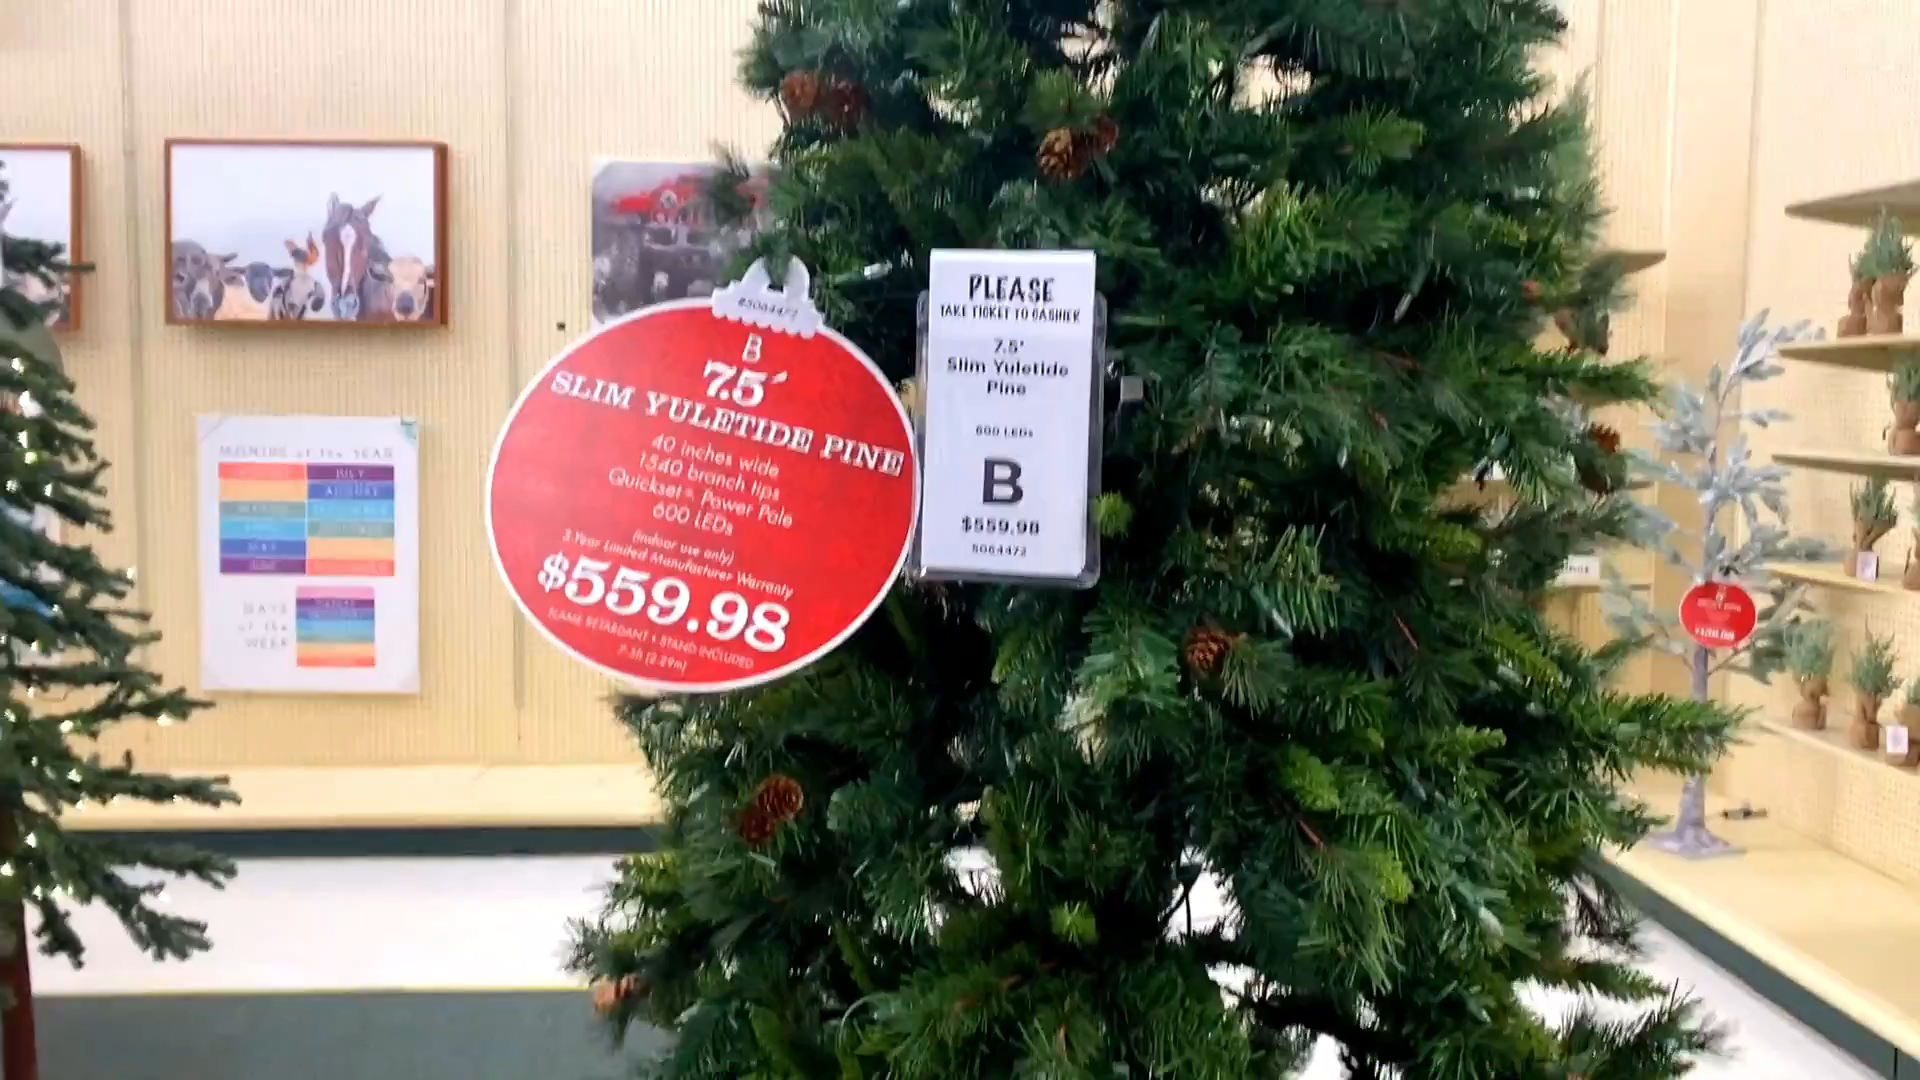 MONTHS of the YEAR
JULY
AUGUST
MAY
JUNE
DAYS
of the
WEEK
#5064472
B
7.5'
SLIM YULETIDE PINE
40 inches wide
1540 branch tips
Quickset® Power Pole
600 LEDs
(indoor use only)
3 Year Limited Manufacturer Warranty
$559.98
FLAME RETARDANT • STAND INCLUDED
7.5ft (2.29m)
PLEASE
TAKE TICKET TO CASHIER
7.5'
Slim Yuletide
Pine
600 LEDs
B
$559.98
5064472